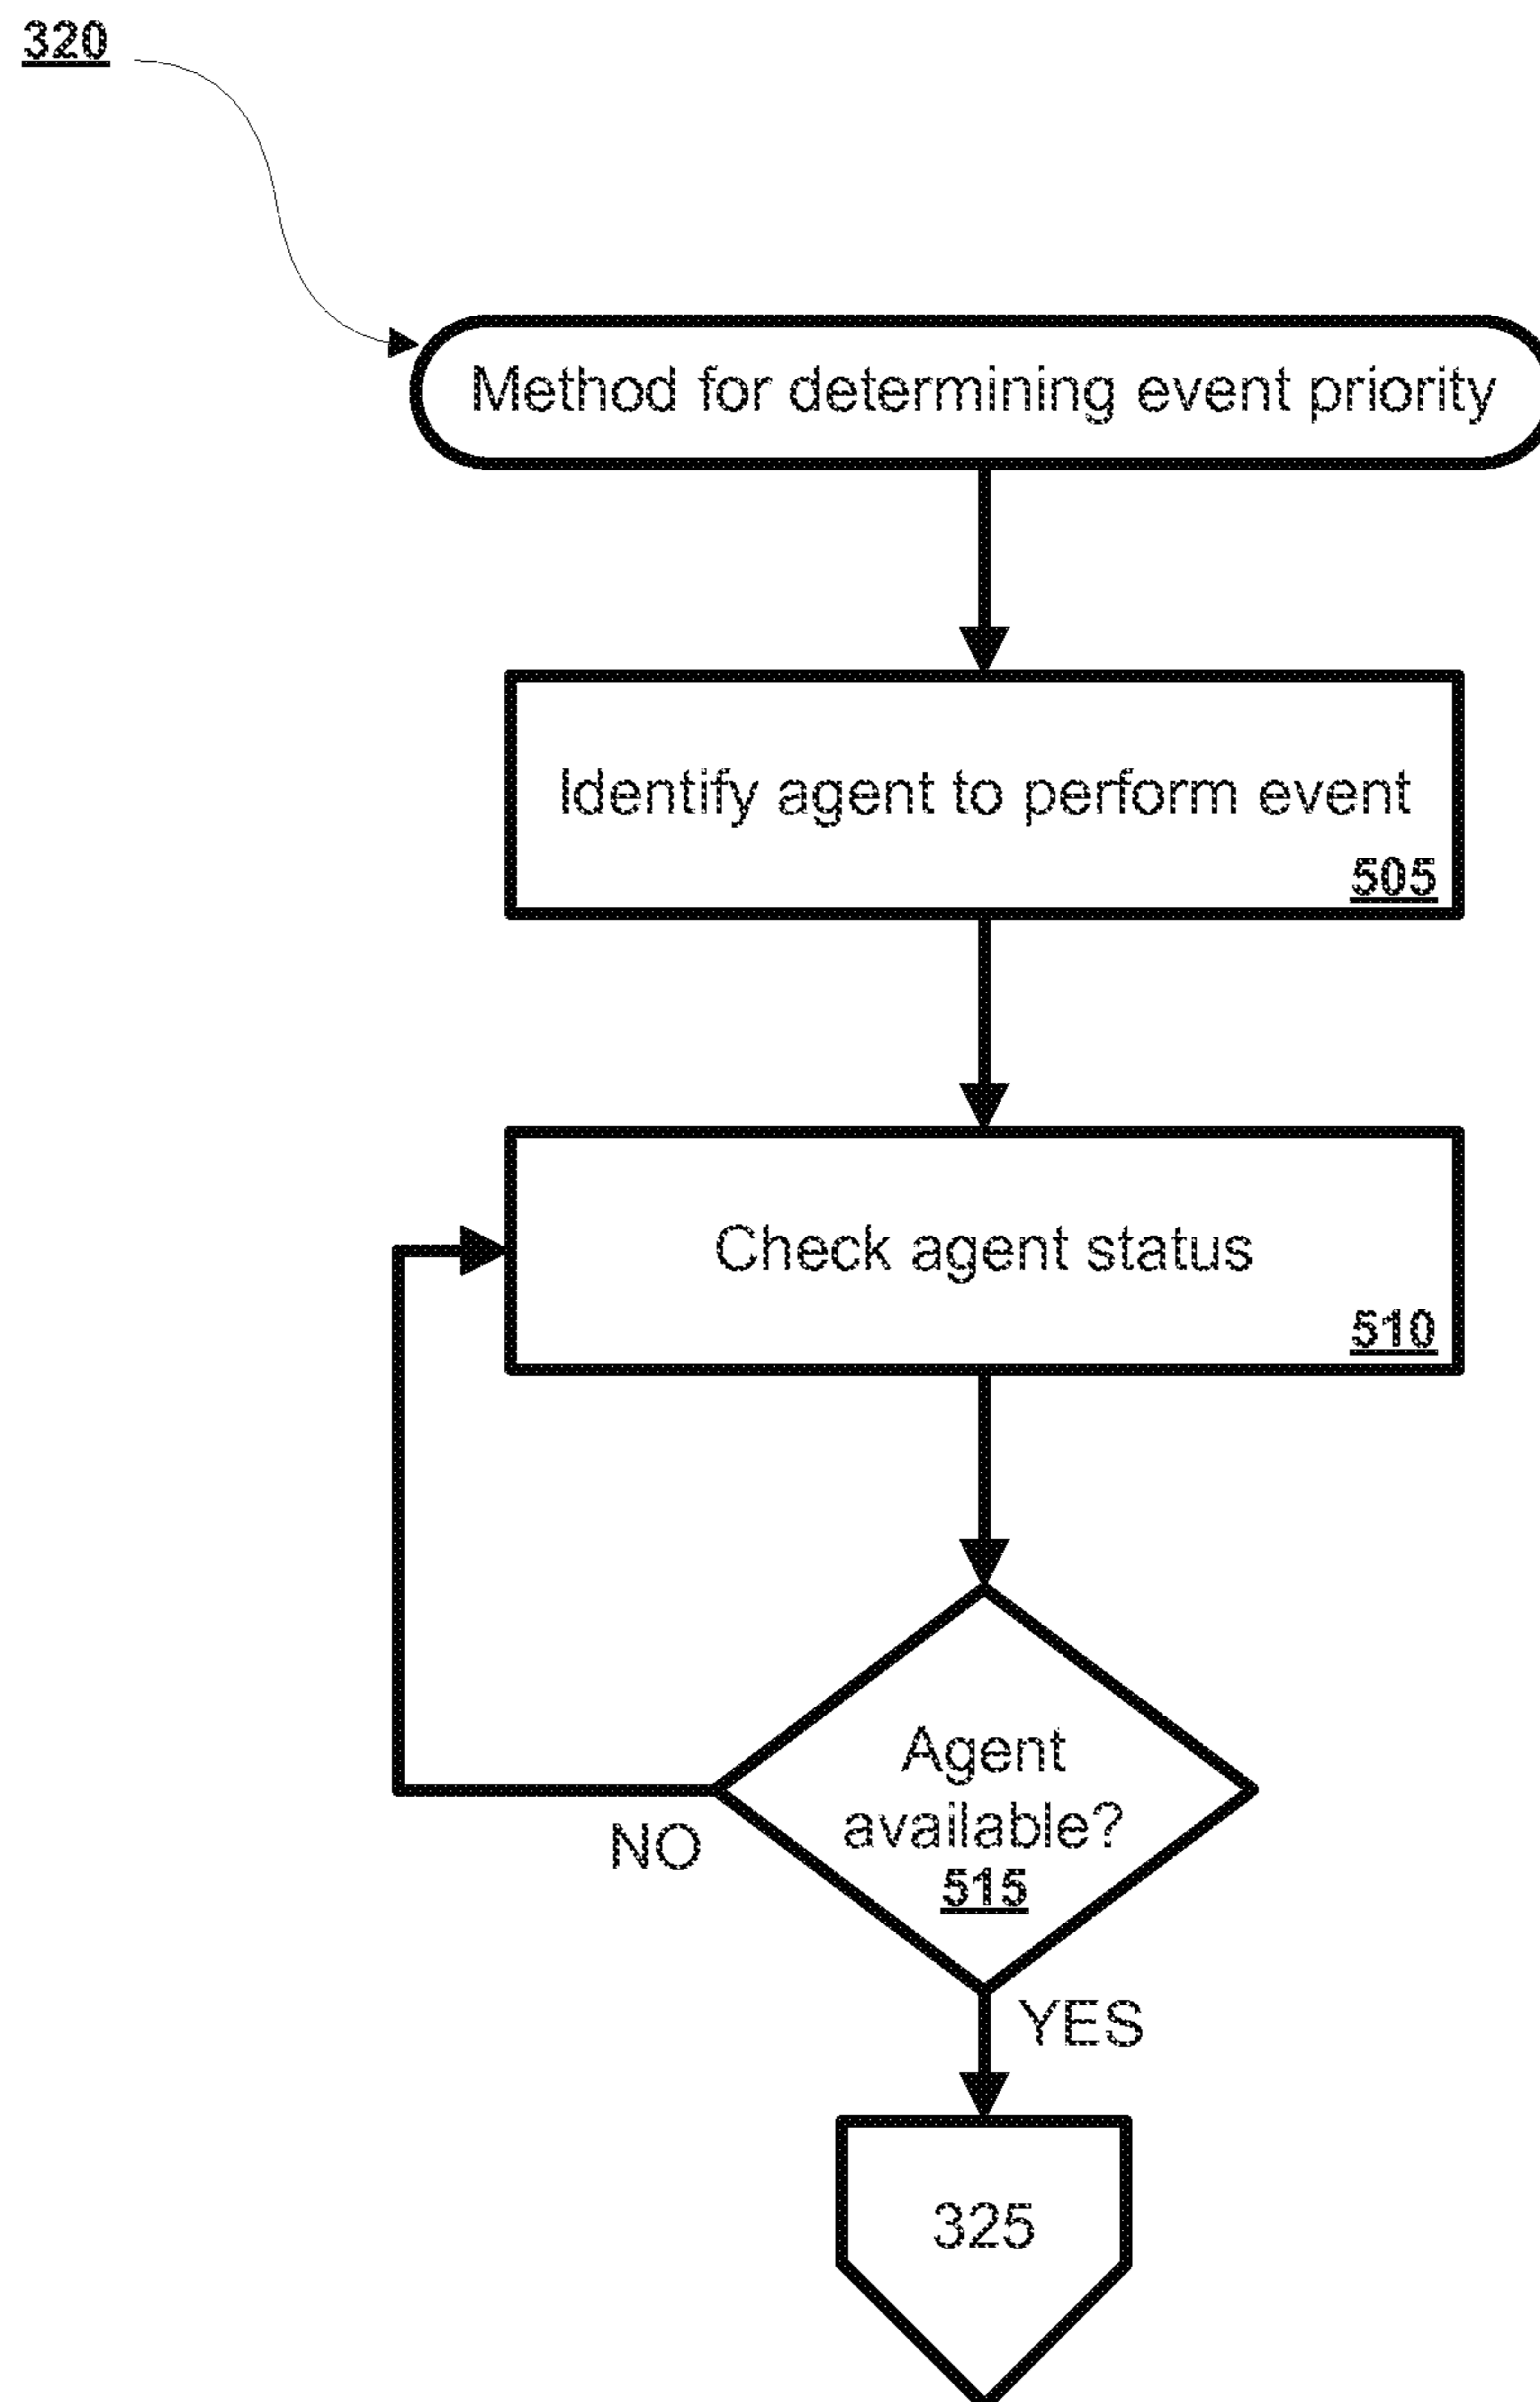 320
Method for determining event priority
Identify agent to perform event
505
Check agent status
510
Agent
available?
515
NO
YES
325